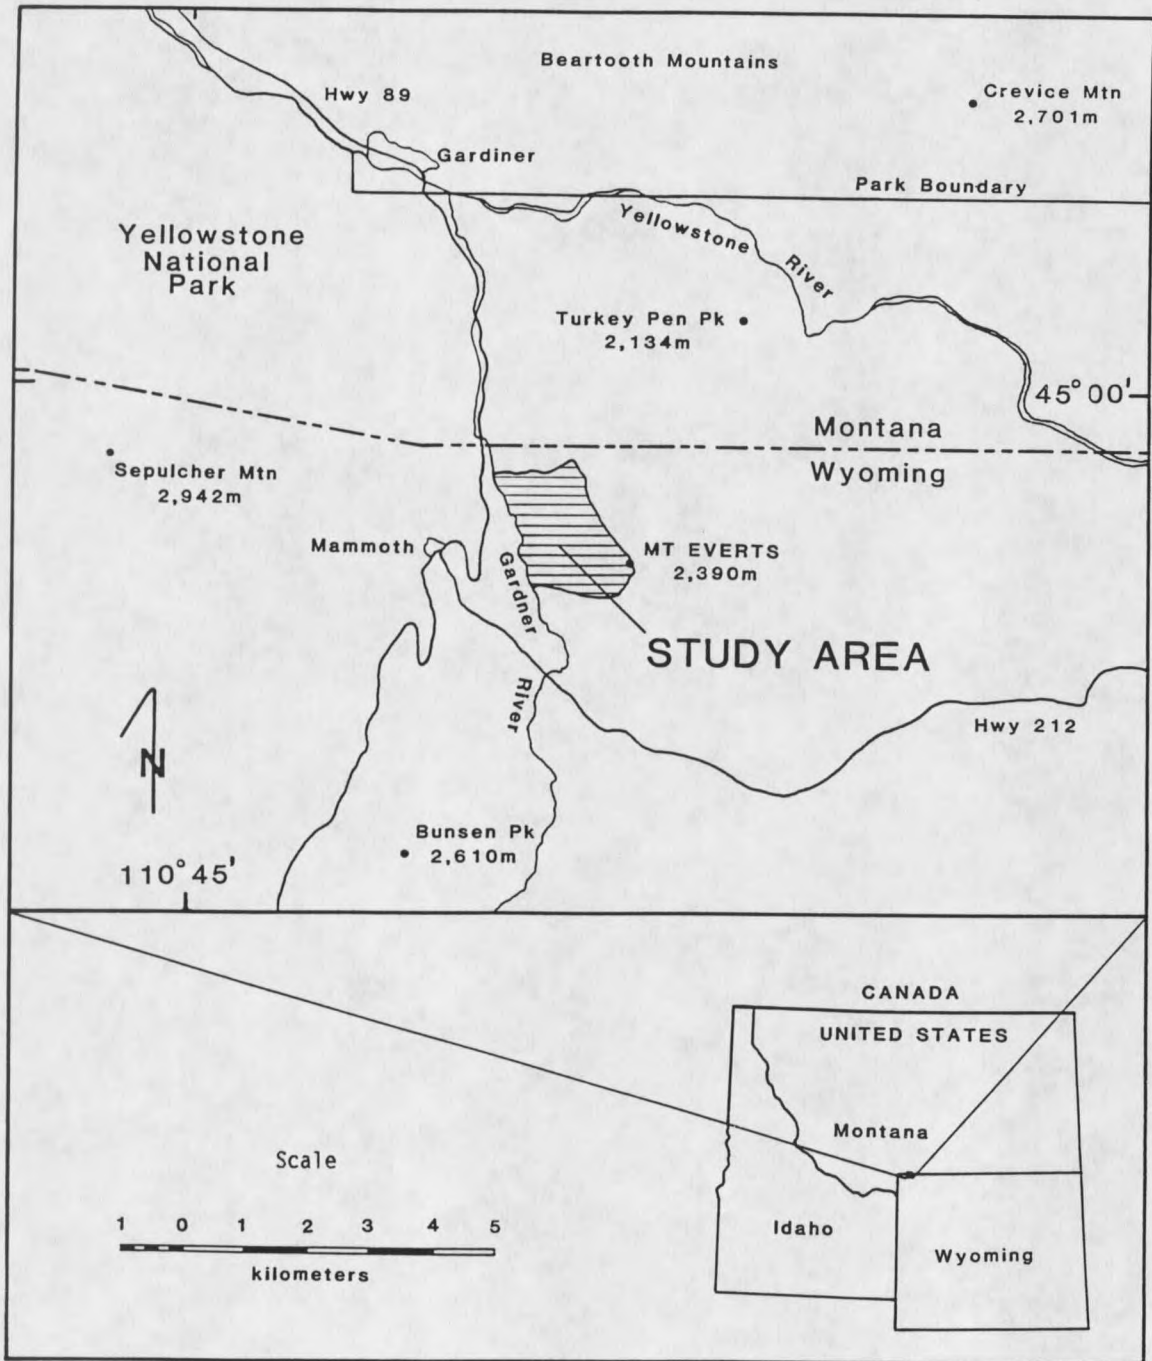 Beartooth Mountains
Hwy 89
Crevice Mtn
2,701m
Gardiner
Park Boundary
Yellowstone
River
Yellowstone
National
Park
Turkey Pen Pk
2,134m
45°00'
Montana
Wyoming
Sepulcher Mtn
2,942m
Mammoth
Gardner
River
MT EVERTS
2,390m
STUDY AREA
Hwy 212
N
Bunsen Pk
2,610m
110°45'
CANADA
UNITED STATES
Montana
Idaho
Wyoming
Scale
1 0 1 2 3 4 5
kilometers